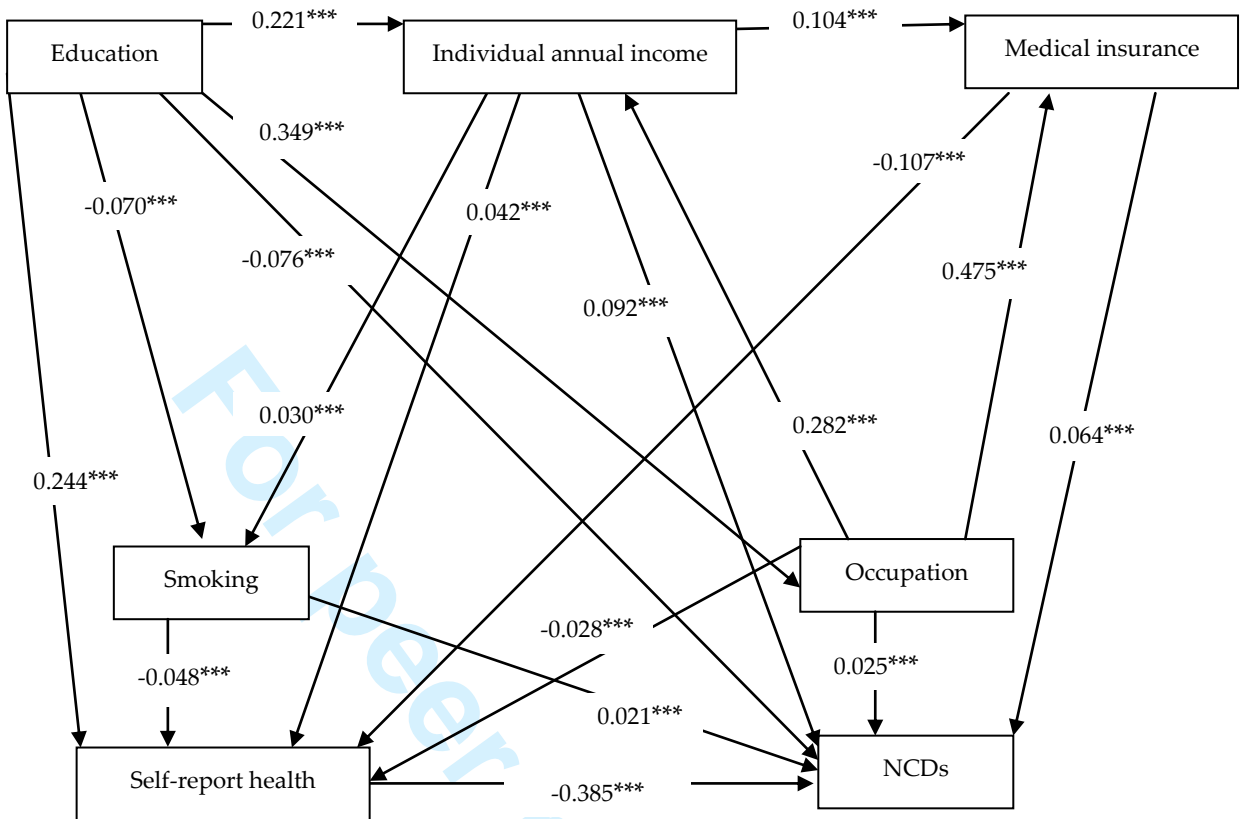 0.221***
0.104***
Education
Individual annual income
Medical insurance
0.349***
-0.107***
-0.070***
0.042***
-0.076***
0.475***
0.092***
0.030***
0.282***
0.064***
0.244***
Smoking
Occupation
-0.028***
-0.048***
0.025***
0.021***
Self-report health
NCDs
-0.385***
For peer